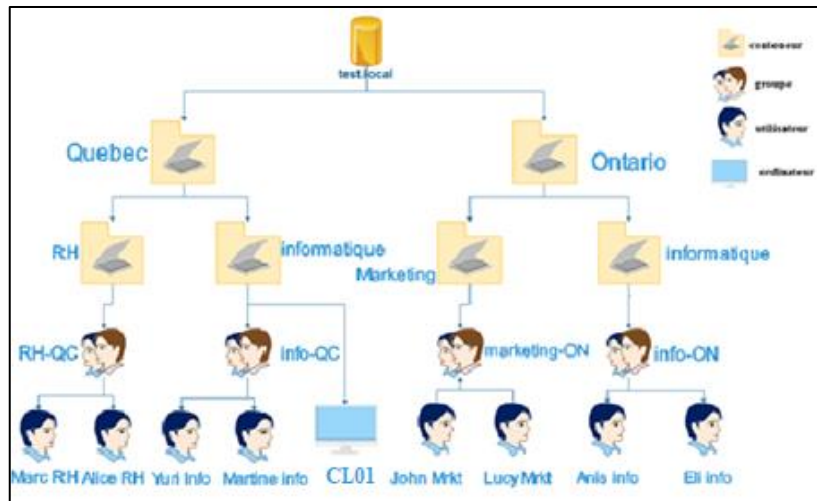 test.local
conteneur
groupe
utilisateur
ordinateur
Quebec
Ontario
RH
informatique
Marketing
informatique
RH-QC
info-QC
marketing-ON
info-ON
Marc RH
Alice RH
Yuri Info
Martine info
CL01
John Mrkt
Lucy Mrkt
Anis info
Eli info